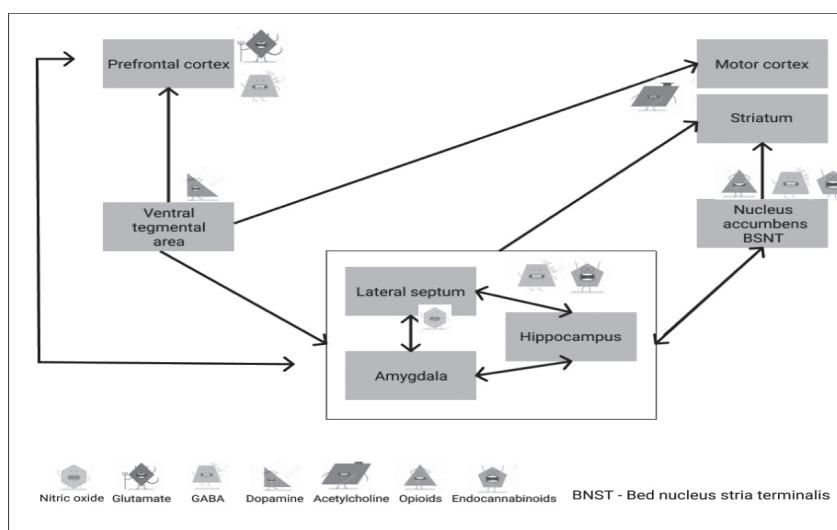 Prefrontal cortex
Motor cortex
Striatum
Ventral
tegmental
area
Nucleus
accumbens
BSNT
Lateral septum
Hippocampus
Amygdala
Nitric oxide Glutamate GABA Dopamine Acetylcholine Opioids Endocannabinoids BNST - Bed nucleus stria terminalis